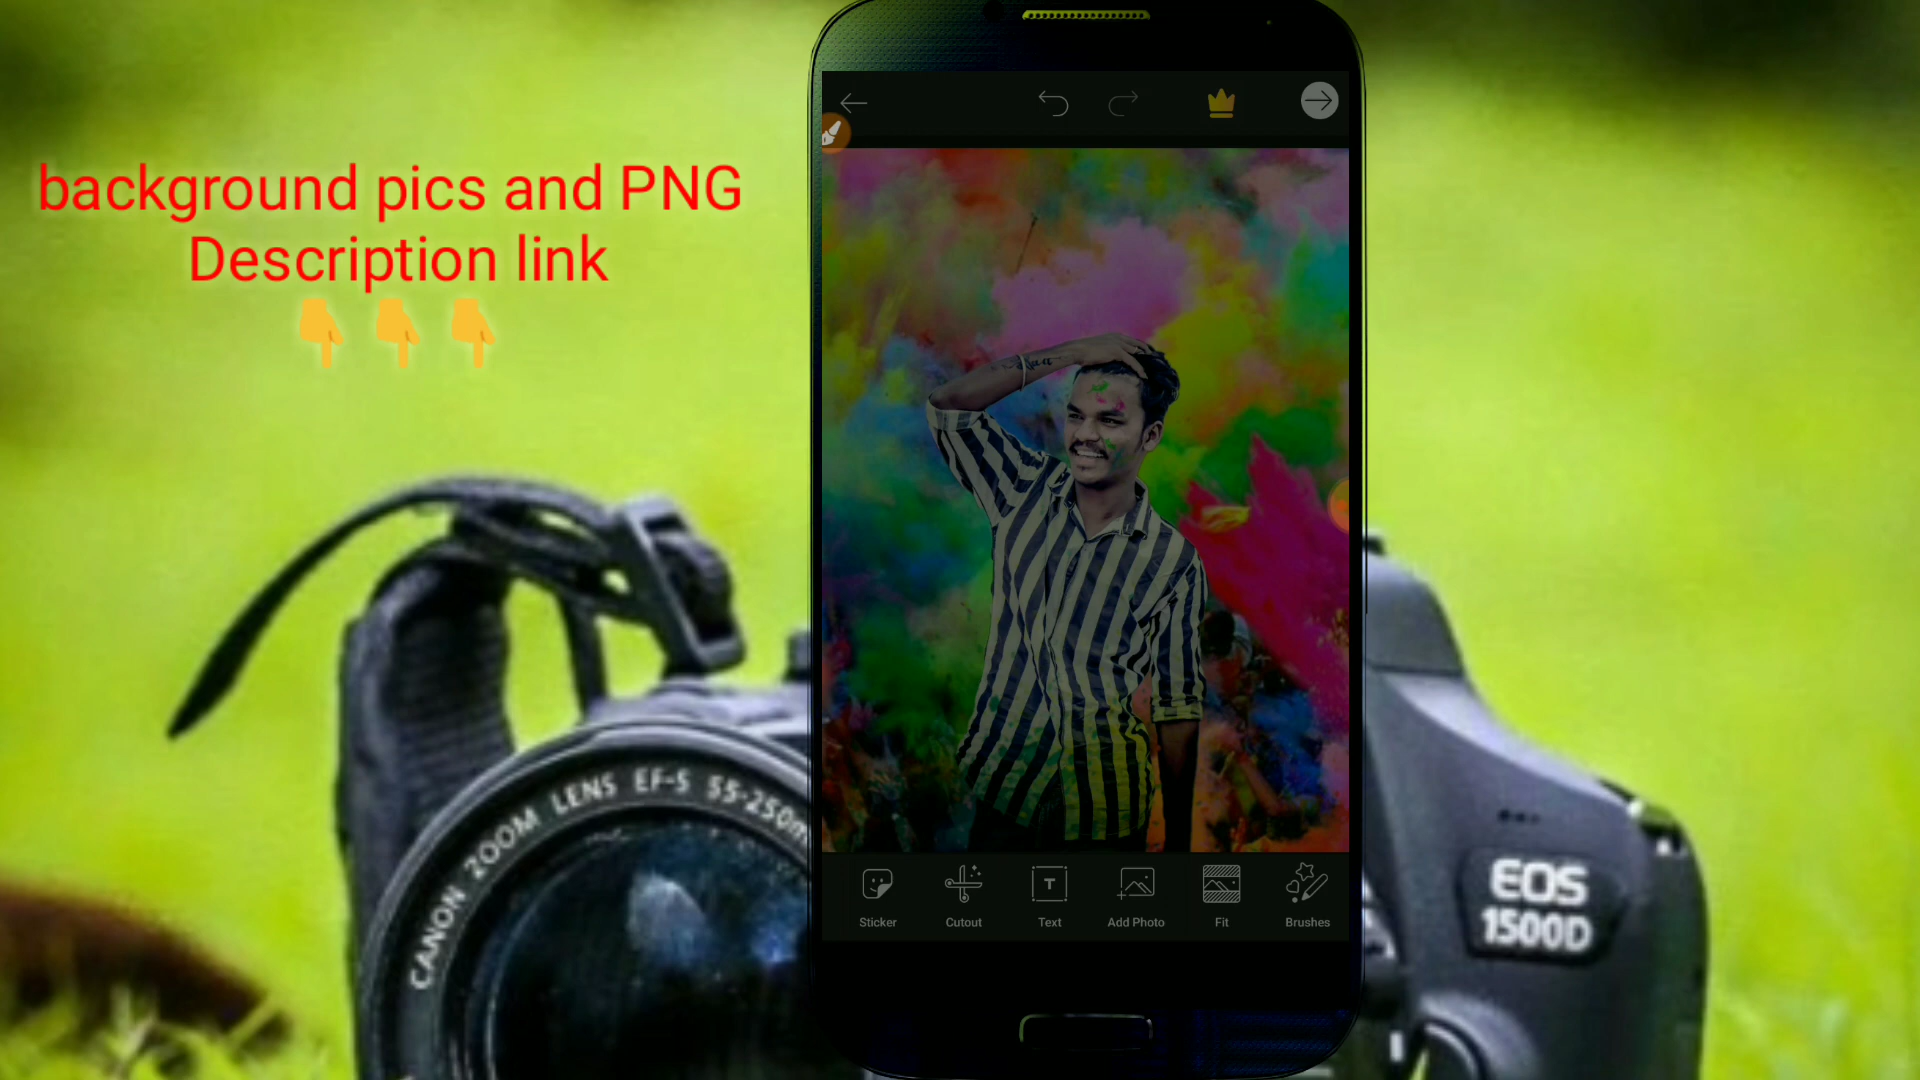 background pics and PNG
Description link
👇 👇 👇
Sticker
Cutout
Text
T
Add Photo
Fit
Brushes
CANON ZOOM LENS EF-S 55-250m
EOS
1500D